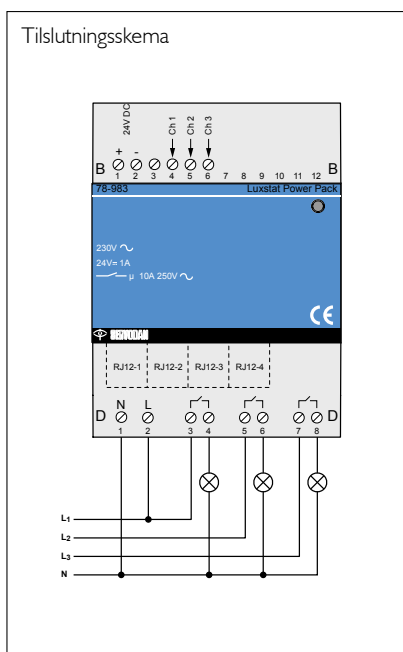 Tilslutningsskema
24V DC
Ch 1
Ch 2
Ch 3
+ -
B B
1 2 3 4 5 6 7 8 9 10 11 12
78-983 Luxstat Power Pack
230V
24V= 1A
µ 10A 250V
CE
SERVODAN
RJ12-1 RJ12-2 RJ12-3 RJ12-4
N L
D D
1 2 3 4 5 6 7 8
L1
L2
L3
N